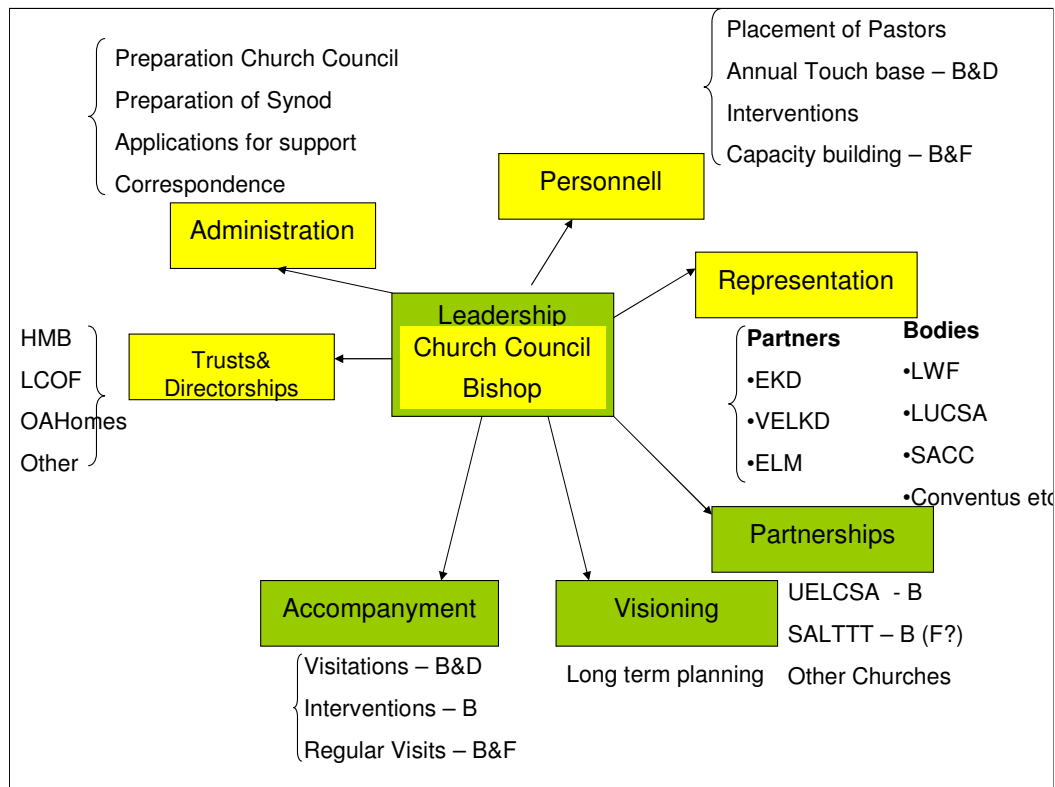 Preparation Church Council
Preparation of Synod
Applications for support
Correspondence
Administration
Placement of Pastors
Annual Touch base – B&D
Interventions
Capacity building – B&F
Personnell
Representation
Partners
•EKD
•VELKD
•ELM
Bodies
•LWF
•LUCSA
•SACC
•Conventus etc
Leadership
Church Council
Bishop
HMB
LCOF
OAHomes
Other
Trusts&
Directorships
Partnerships
UELCSA - B
SALTTT – B (F?)
Other Churches
Accompanyment
Visitations – B&D
Interventions – B
Regular Visits – B&F
Visioning
Long term planning